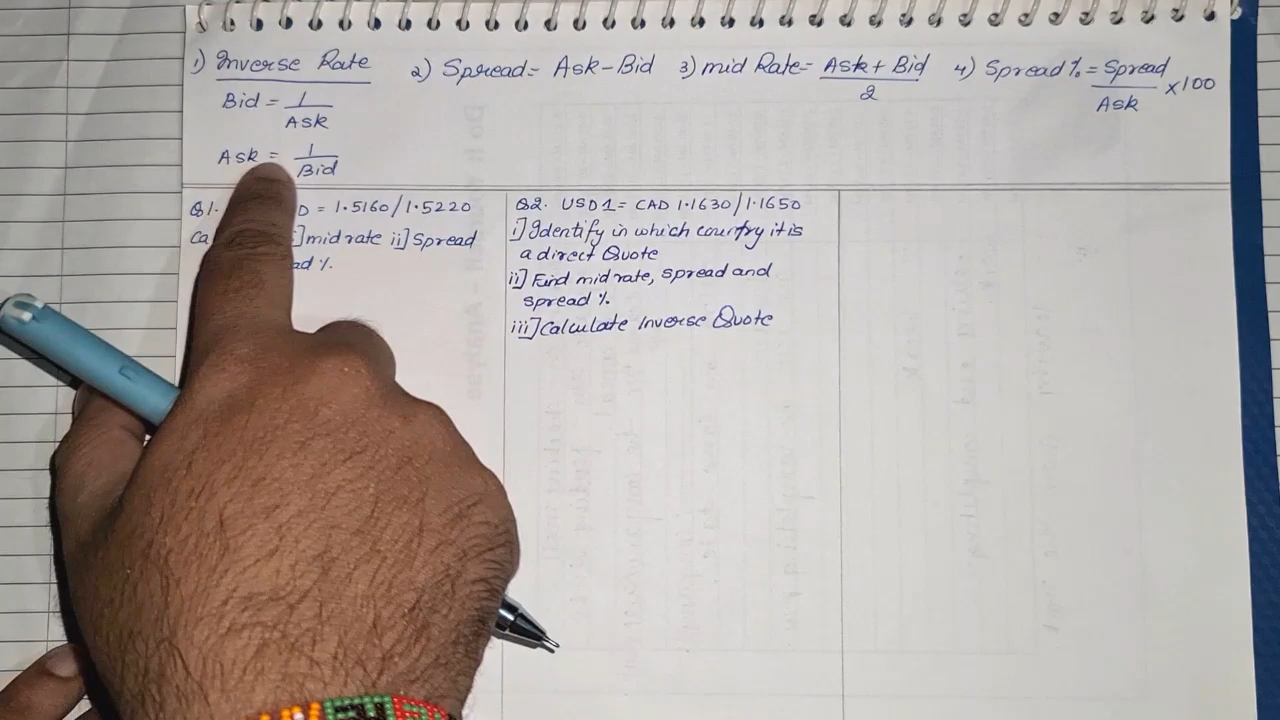 1) Inverse Rate
Bid = 1/Ask
Ask = 1/Bid
2) Spread = Ask - Bid
3) mid Rate = Ask + Bid/2
4) Spread % = Spread/Ask × 100
Q1. D = 1.5160/1.5220
Ca ] mid rate ii] Spread
ad %.
Q2. USD 1 = CAD 1.1630/1.1650
i] Identify in which country it is
a direct Quote
ii] Find mid rate, spread and
spread %.
iii] Calculate Inverse Quote